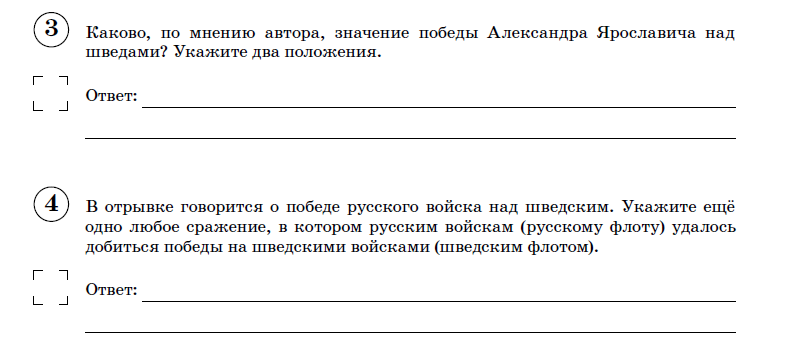 3 Каково, по мнению автора, значение победы Александра Ярославича над
шведами? Укажите два положения.
Ответ:
4 В отрывке говорится о победе русского войска над шведским. Укажите ещё
одно любое сражение, в котором русским войскам (русскому флоту) удалось
добиться победы на шведскими войсками (шведским флотом).
Ответ: